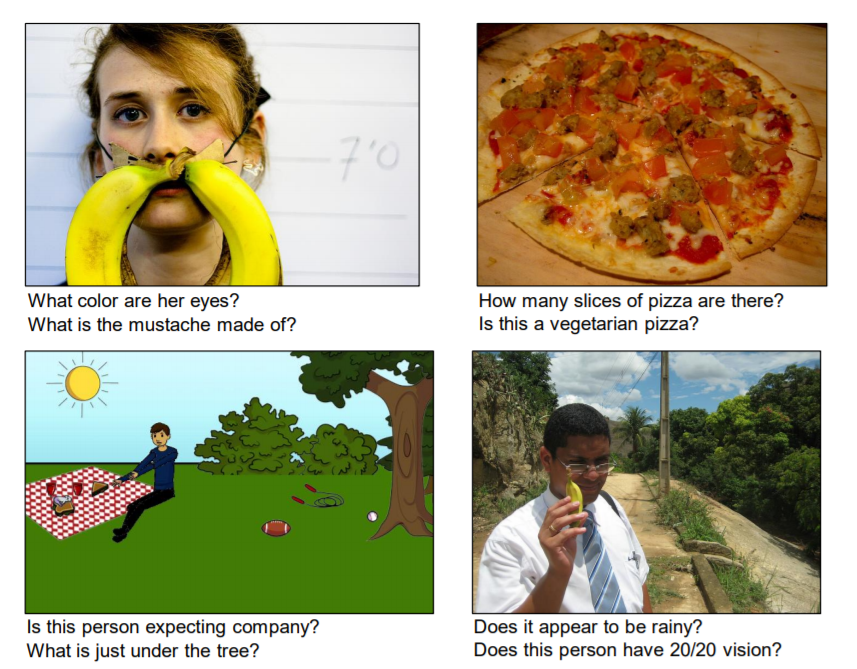 7'0
What color are her eyes?
What is the mustache made of?
How many slices of pizza are there?
Is this a vegetarian pizza?
Is this person expecting company?
What is just under the tree?
Does it appear to be rainy?
Does this person have 20/20 vision?